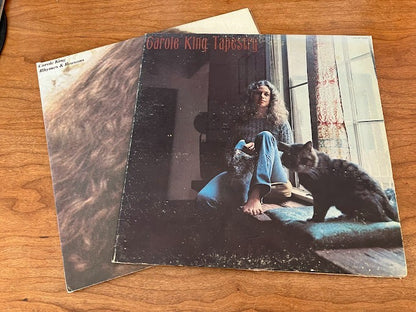 Carole King Tapestry
Carole King
Rhymes & Reasons